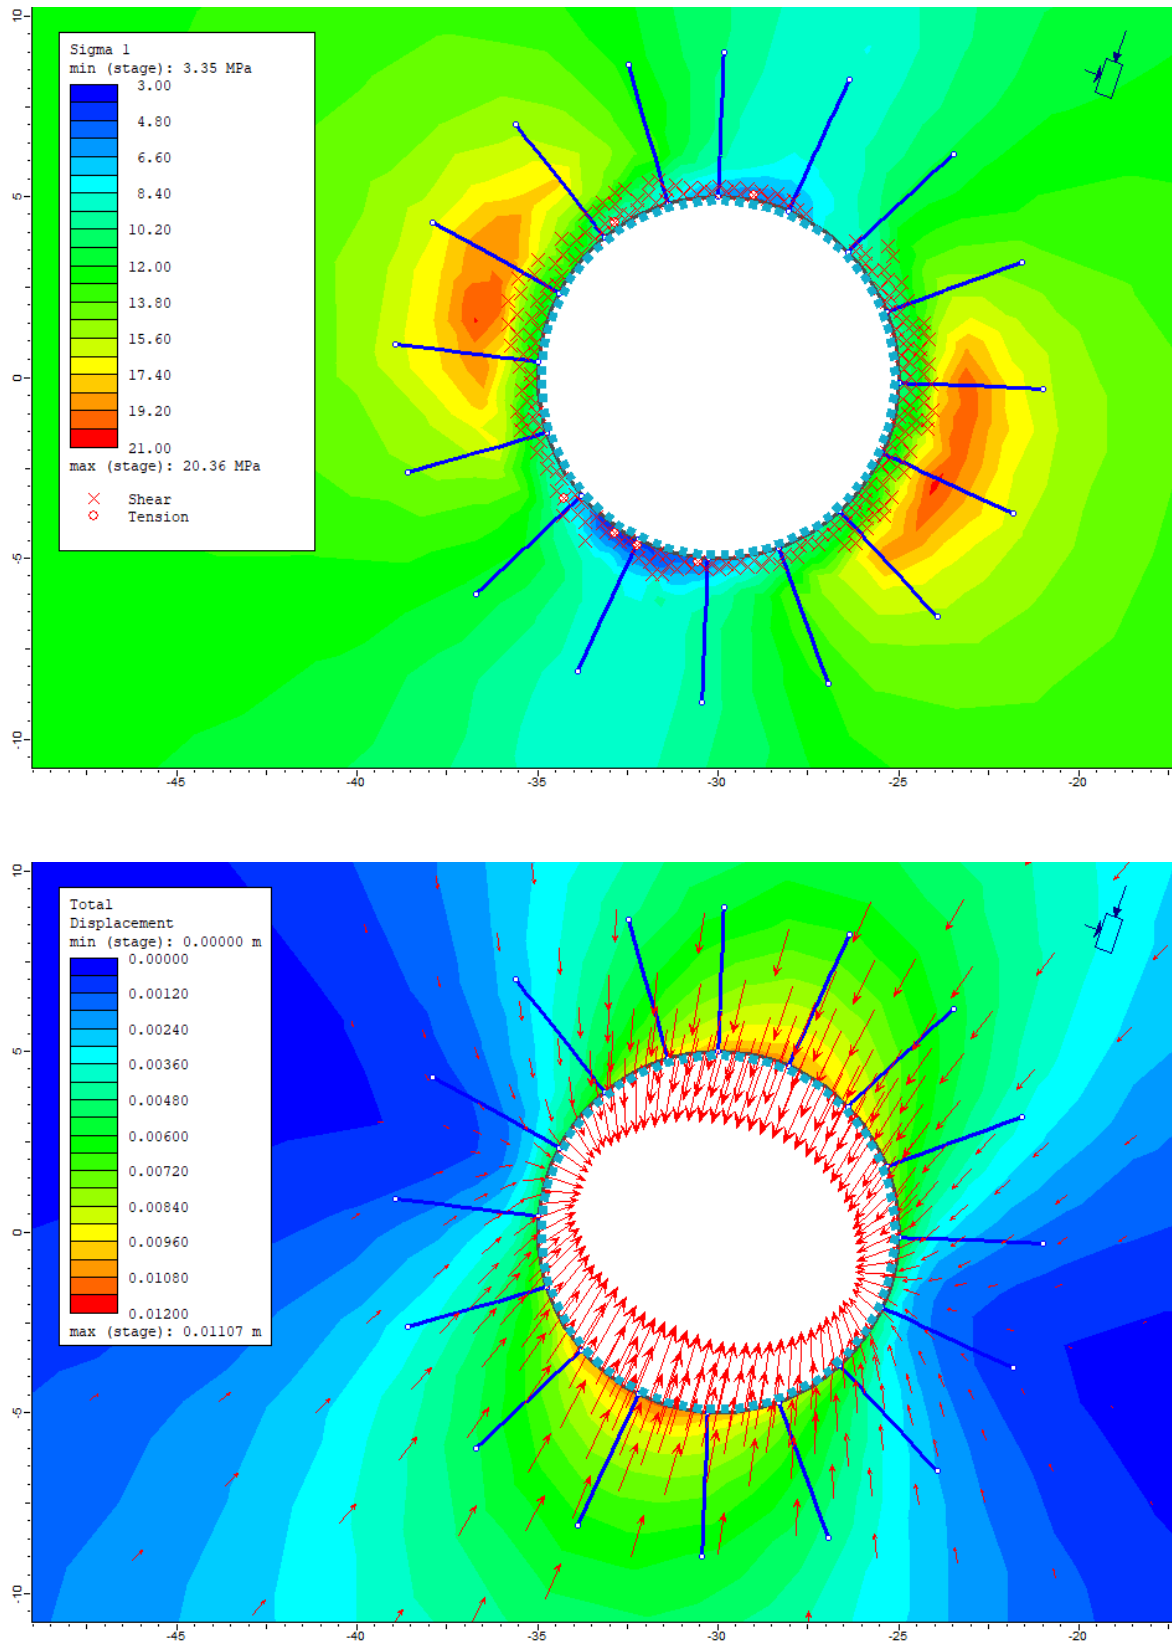 10
Sigma 1
min (stage): 3.35 MPa
3.00
4.80
6.60
8.40
10.20
12.00
13.80
15.60
17.40
19.20
21.00
max (stage): 20.36 MPa
Shear
Tension
5
0
-5
-10
-45 -40 -35 -30 -25 -20
10
Total
Displacement
min (stage): 0.00000 m
0.00000
0.00120
0.00240
0.00360
0.00480
0.00600
0.00720
0.00840
0.00960
0.01080
0.01200
max (stage): 0.01107 m
5
0
-5
-10
-45 -40 -35 -30 -25 -20